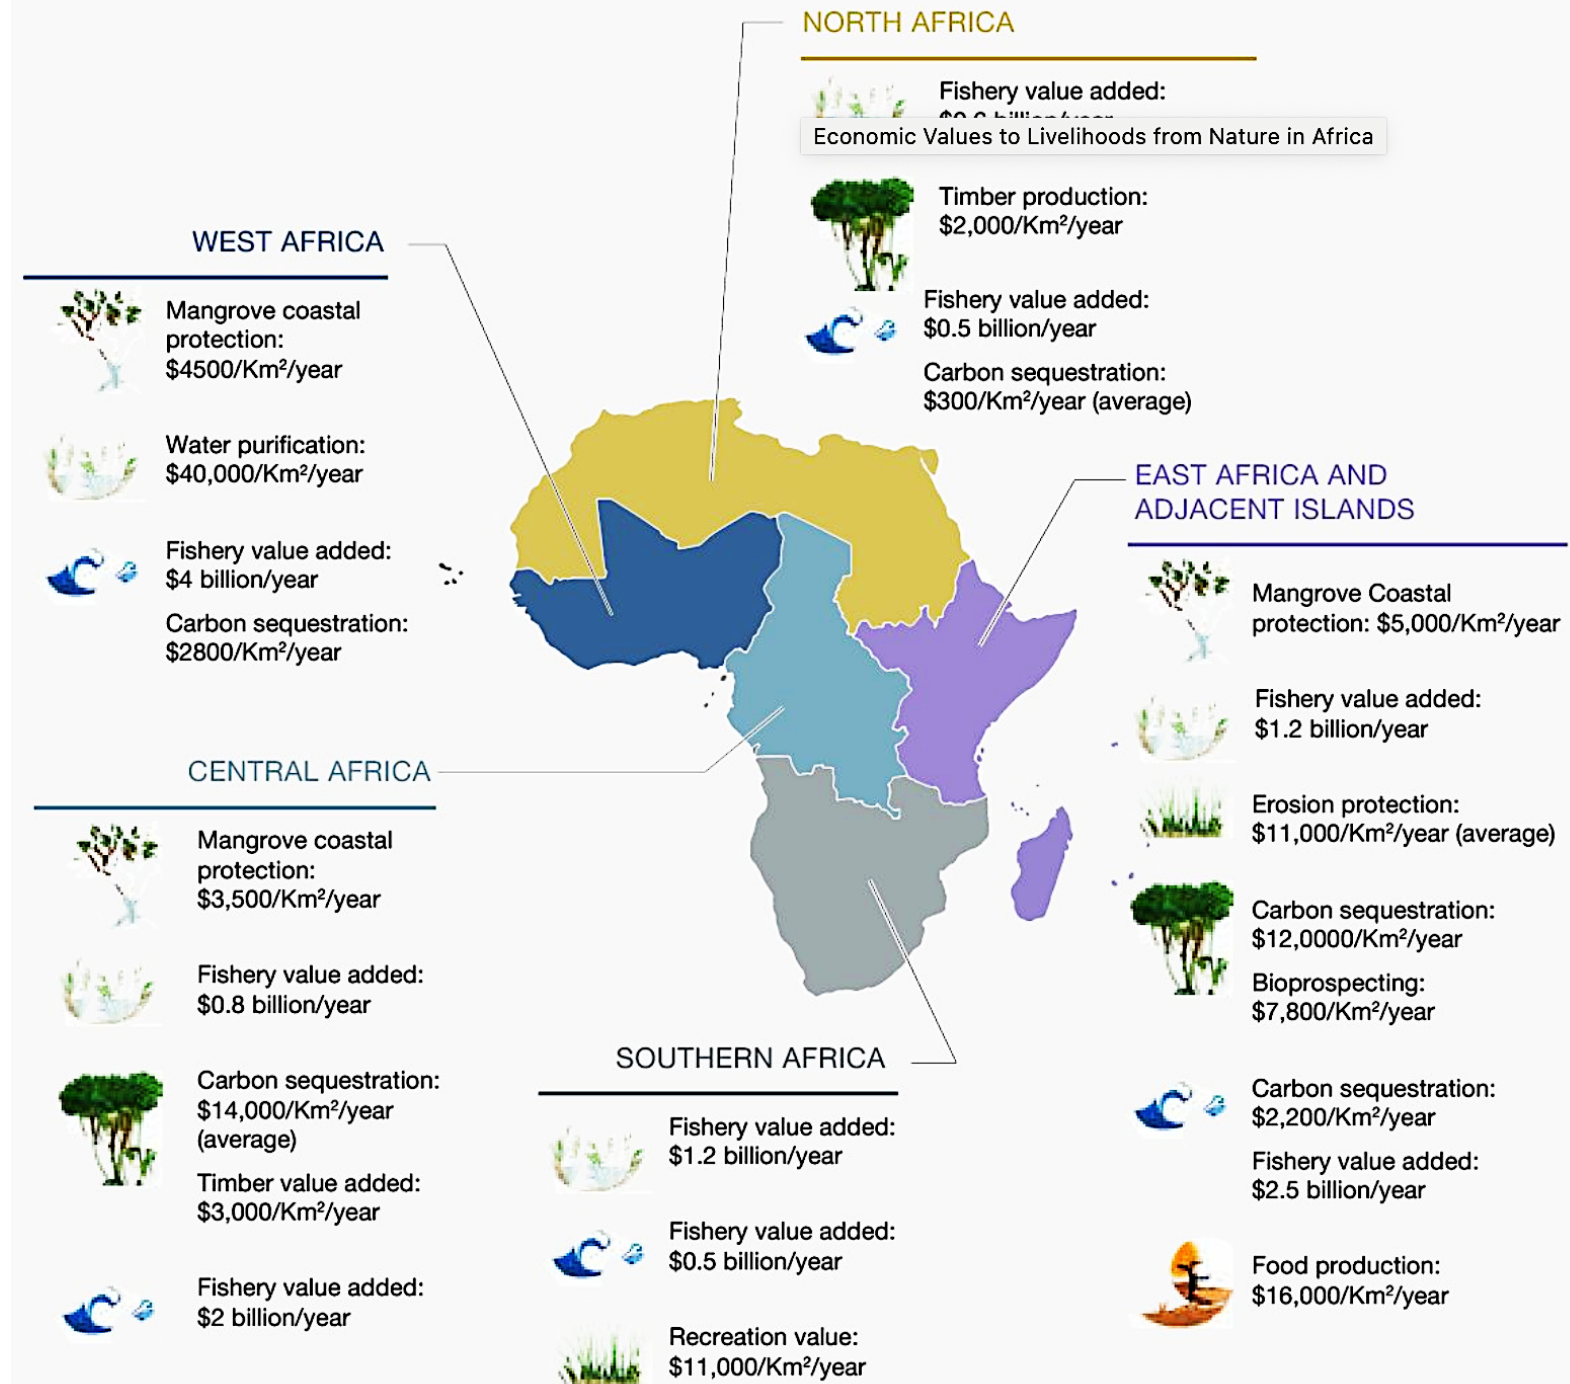 NORTH AFRICA
Fishery value added:
Economic Values to Livelihoods from Nature in Africa
Timber production:
$2,000/Km²/year
Fishery value added:
$0.5 billion/year
Carbon sequestration:
$300/Km²/year (average)
WEST AFRICA
Mangrove coastal
protection:
$4500/Km²/year
Water purification:
$40,000/Km²/year
Fishery value added:
$4 billion/year
Carbon sequestration:
$2800/Km²/year
EAST AFRICA AND
ADJACENT ISLANDS
Mangrove Coastal
protection: $5,000/Km²/year
Fishery value added:
$1.2 billion/year
Erosion protection:
$11,000/Km²/year (average)
Carbon sequestration:
$12,0000/Km²/year
Bioprospecting:
$7,800/Km²/year
Carbon sequestration:
$2,200/Km²/year
Fishery value added:
$2.5 billion/year
Food production:
$16,000/Km²/year
CENTRAL AFRICA
Mangrove coastal
protection:
$3,500/Km²/year
Fishery value added:
$0.8 billion/year
Carbon sequestration:
$14,000/Km²/year
(average)
Timber value added:
$3,000/Km²/year
Fishery value added:
$2 billion/year
SOUTHERN AFRICA
Fishery value added:
$1.2 billion/year
Fishery value added:
$0.5 billion/year
Recreation value:
$11,000/Km²/year